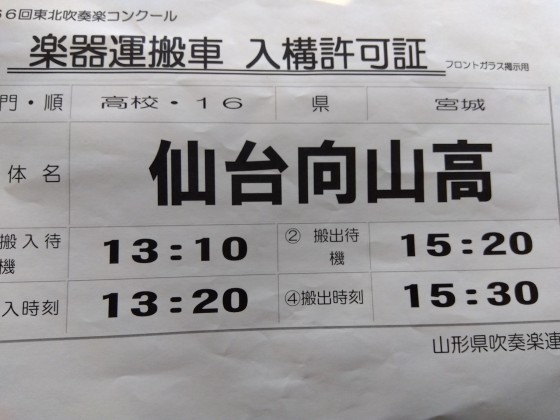 66回東北吹奏楽コンクール
楽器運搬車 入構許可証 フロントガラス掲示用
門・順 高校・16 県 宮城
体名 仙台向山高
搬入待機 13:10 ② 搬出待機 15:20
入時刻 13:20 ④搬出時刻 15:30
山形県吹奏楽連